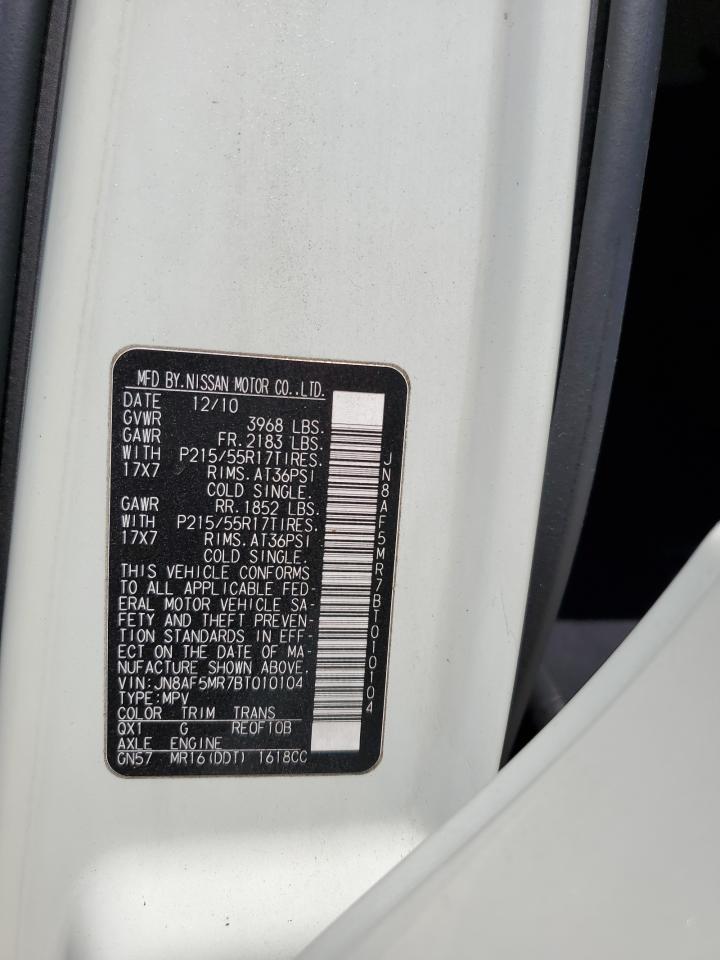 MFD BY.NISSAN MOTOR CO.,LTD.
DATE 12/10
GVWR 3968 LBS.
GAWR FR.2183 LBS.
WITH P215/55R17TIRES.
17X7 RIMS.AT36PSI
COLD SINGLE.
GAWR RR.1852 LBS.
WITH P215/55R17TIRES.
17X7 RIMS.AT36PSI
COLD SINGLE.
THIS VEHICLE CONFORMS
TO ALL APPLICABLE FED-
ERAL MOTOR VEHICLE SA-
FETY AND THEFT PREVEN-
TION STANDARDS IN EFF-
ECT ON THE DATE OF MA-
NUFACTURE SHOWN ABOVE.
VIN:JN8AF5MR7BT010104
TYPE:MPV
COLOR TRIM TRANS
QX1 G RE0F10B
AXLE ENGINE
GN57 MR16(DDT) 1618CC
JN8AF5MR7BT010104